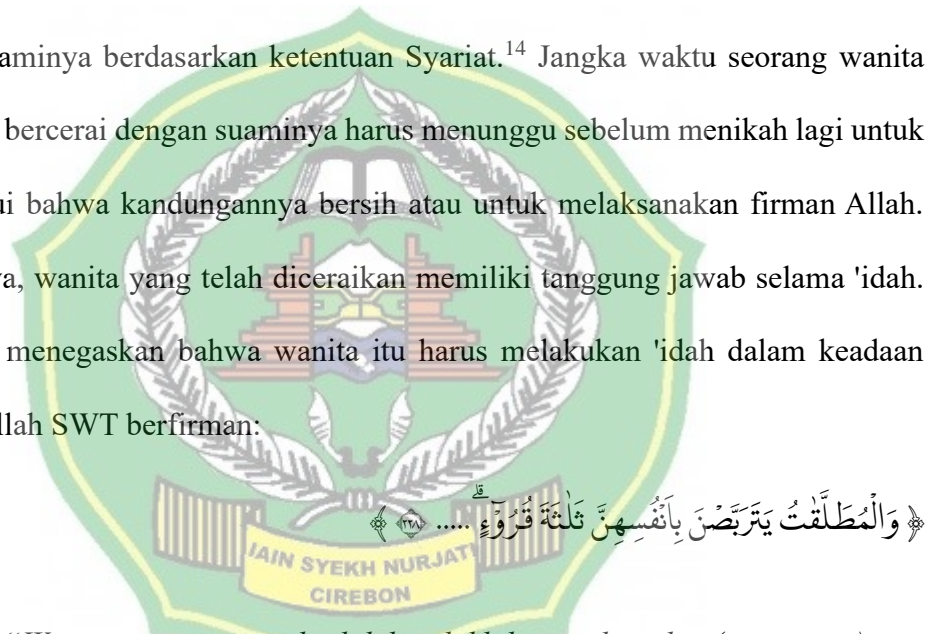 aminya berdasarkan ketentuan Syariat.¹⁴ Jangka waktu seorang wanita
bercerai dengan suaminya harus menunggu sebelum menikah lagi untuk
ui bahwa kandungannya bersih atau untuk melaksanakan firman Allah.
a, wanita yang telah diceraikan memiliki tanggung jawab selama 'idah.
menegaskan bahwa wanita itu harus melakukan 'idah dalam keadaan
llah SWT berfirman:
﴿ وَالْمُطَلَّقٰتُ يَتَرَبَّصْنَ بِاَنْفُسِهِنَّ ثَلٰثَةَ قُرُوْۤءٍۗ ..... ۝٢٢٨ ﴾
IAIN SYEKH NURJATI
CIREBON